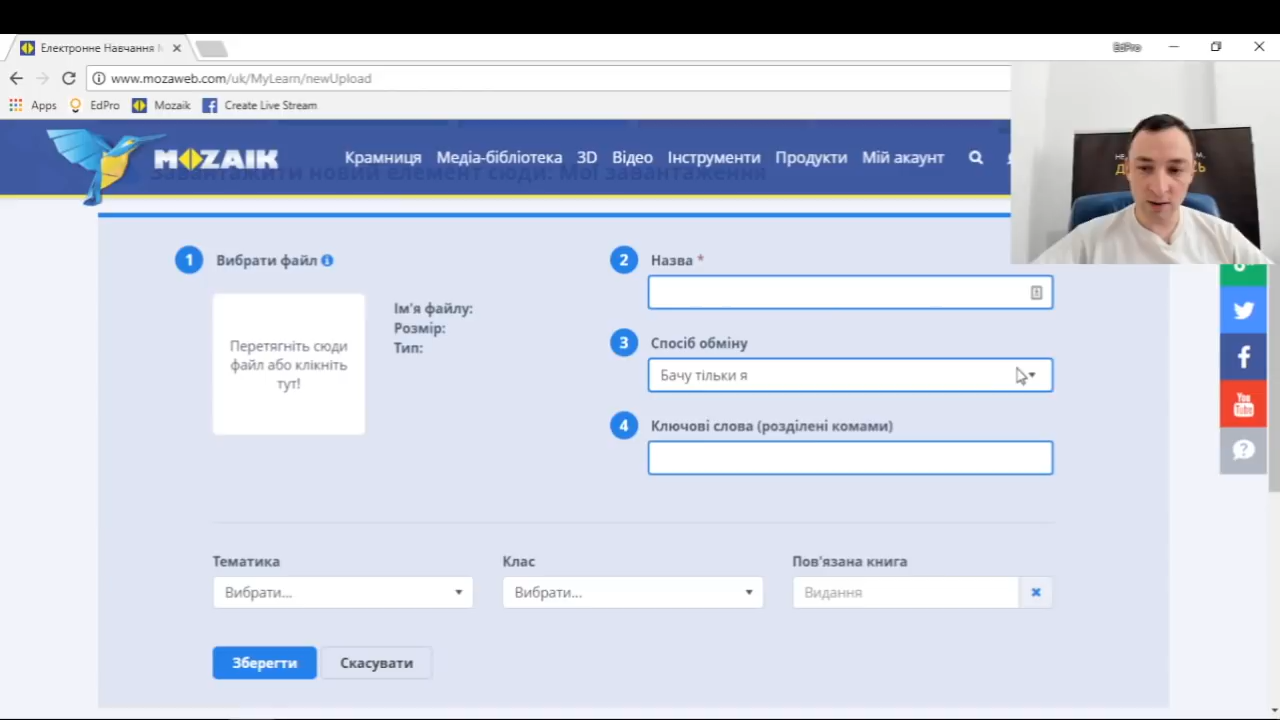 Електронне Навчання M
EdPro
www.mozaweb.com/uk/MyLearn/newUpload
Apps EdPro Mozaik Create Live Stream
MOZAIK
Крамниця Медіа-бібліотека 3D Відео Інструменти Продукти Мій акаунт
Завантажити новий елемент сюди: Мої завантаження
1 Вибрати файл
Перетягніть сюди
файл або клікніть
тут!
Ім'я файлу:
Розмір:
Тип:
2 Назва *
3 Спосіб обміну
Бачу тільки я
4 Ключові слова (розділені комами)
Тематика
Вибрати...
Клас
Вибрати...
Пов'язана книга
Видання
Зберегти Скасувати
You
Tube